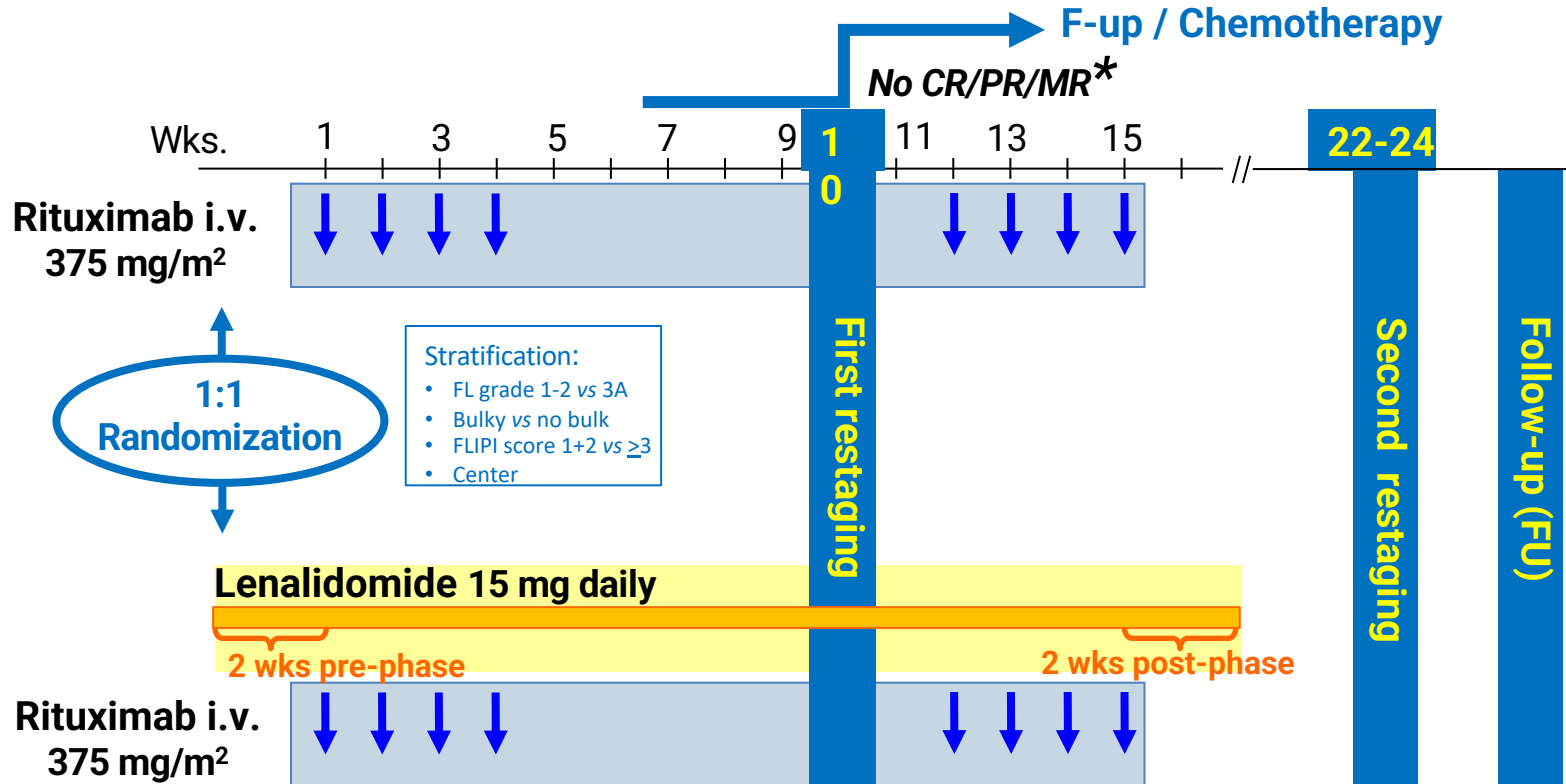 F-up / Chemotherapy
No CR/PR/MR*
Wks. 1 3 5 7 9 10 11 13 15 // 22-24
Rituximab i.v.
375 mg/m²
1:1
Randomization
Stratification:
• FL grade 1-2 vs 3A
• Bulky vs no bulk
• FLIPI score 1+2 vs ≥3
• Center
First restaging
Second restaging
Follow-up (FU)
Lenalidomide 15 mg daily
2 wks pre-phase
2 wks post-phase
Rituximab i.v.
375 mg/m²